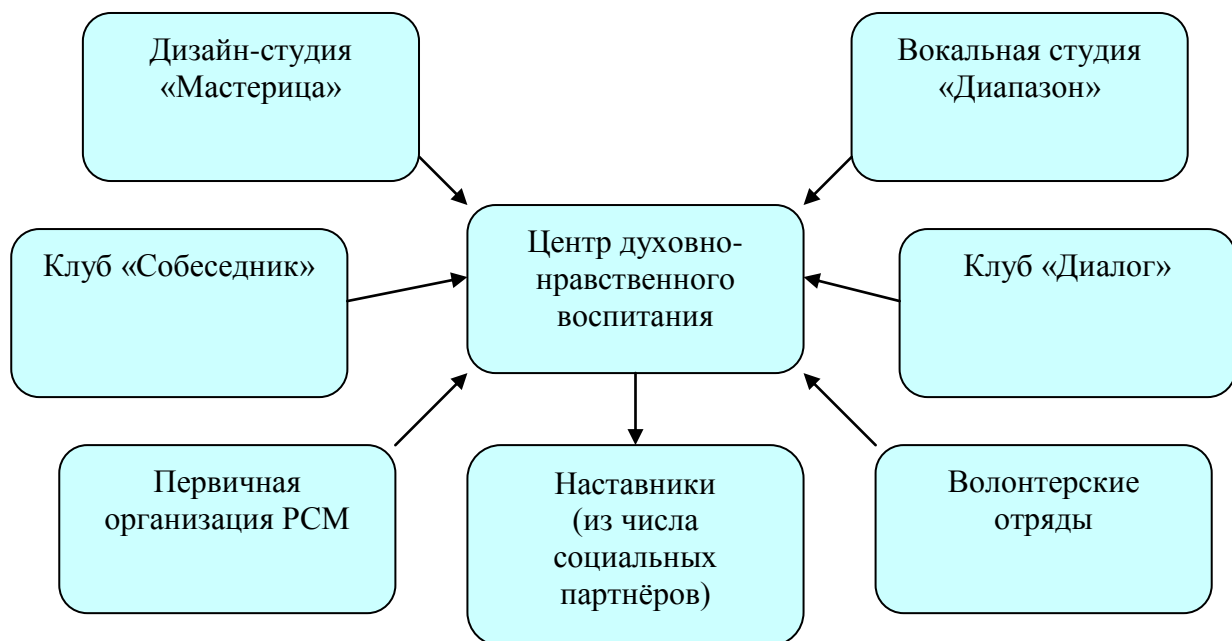 Дизайн-студия
«Мастерица»
Вокальная студия
«Диапазон»
Клуб «Собеседник»
Центр духовно-
нравственного
воспитания
Клуб «Диалог»
Первичная
организация РСМ
Наставники
(из числа
социальных
партнёров)
Волонтерские
отряды